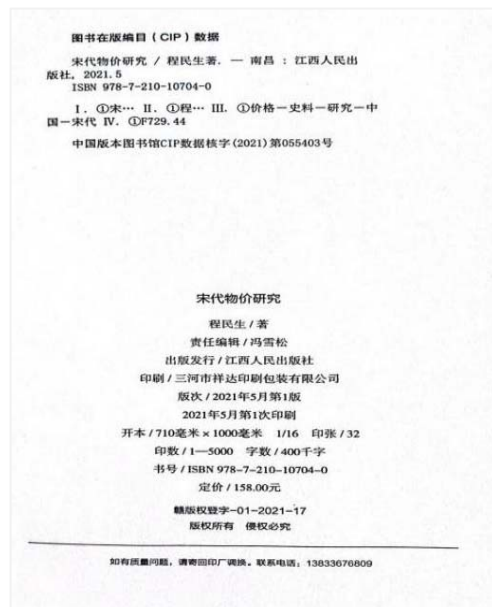 图书在版编目（CIP）数据
宋代物价研究 / 程民生著. — 南昌：江西人民出
版社, 2021.5
ISBN 978-7-210-10704-0
Ⅰ. ①宋… Ⅱ. ①程… Ⅲ. ①价格－史料－研究－中
国－宋代 Ⅳ. ①F729.44
中国版本图书馆CIP数据核字(2021)第055403号
宋代物价研究
程民生 / 著
责任编辑 / 冯雪松
出版发行 / 江西人民出版社
印刷 / 三河市祥达印刷包装有限公司
版次 / 2021年5月第1版
2021年5月第1次印刷
开本 / 710毫米 × 1000毫米 1/16 印张 / 32
印数 / 1—5000 字数 / 400千字
书号 / ISBN 978-7-210-10704-0
定价 / 158.00元
赣版权登字-01-2021-17
版权所有 侵权必究
如有质量问题，请寄回印厂调换。联系电话：13833676809